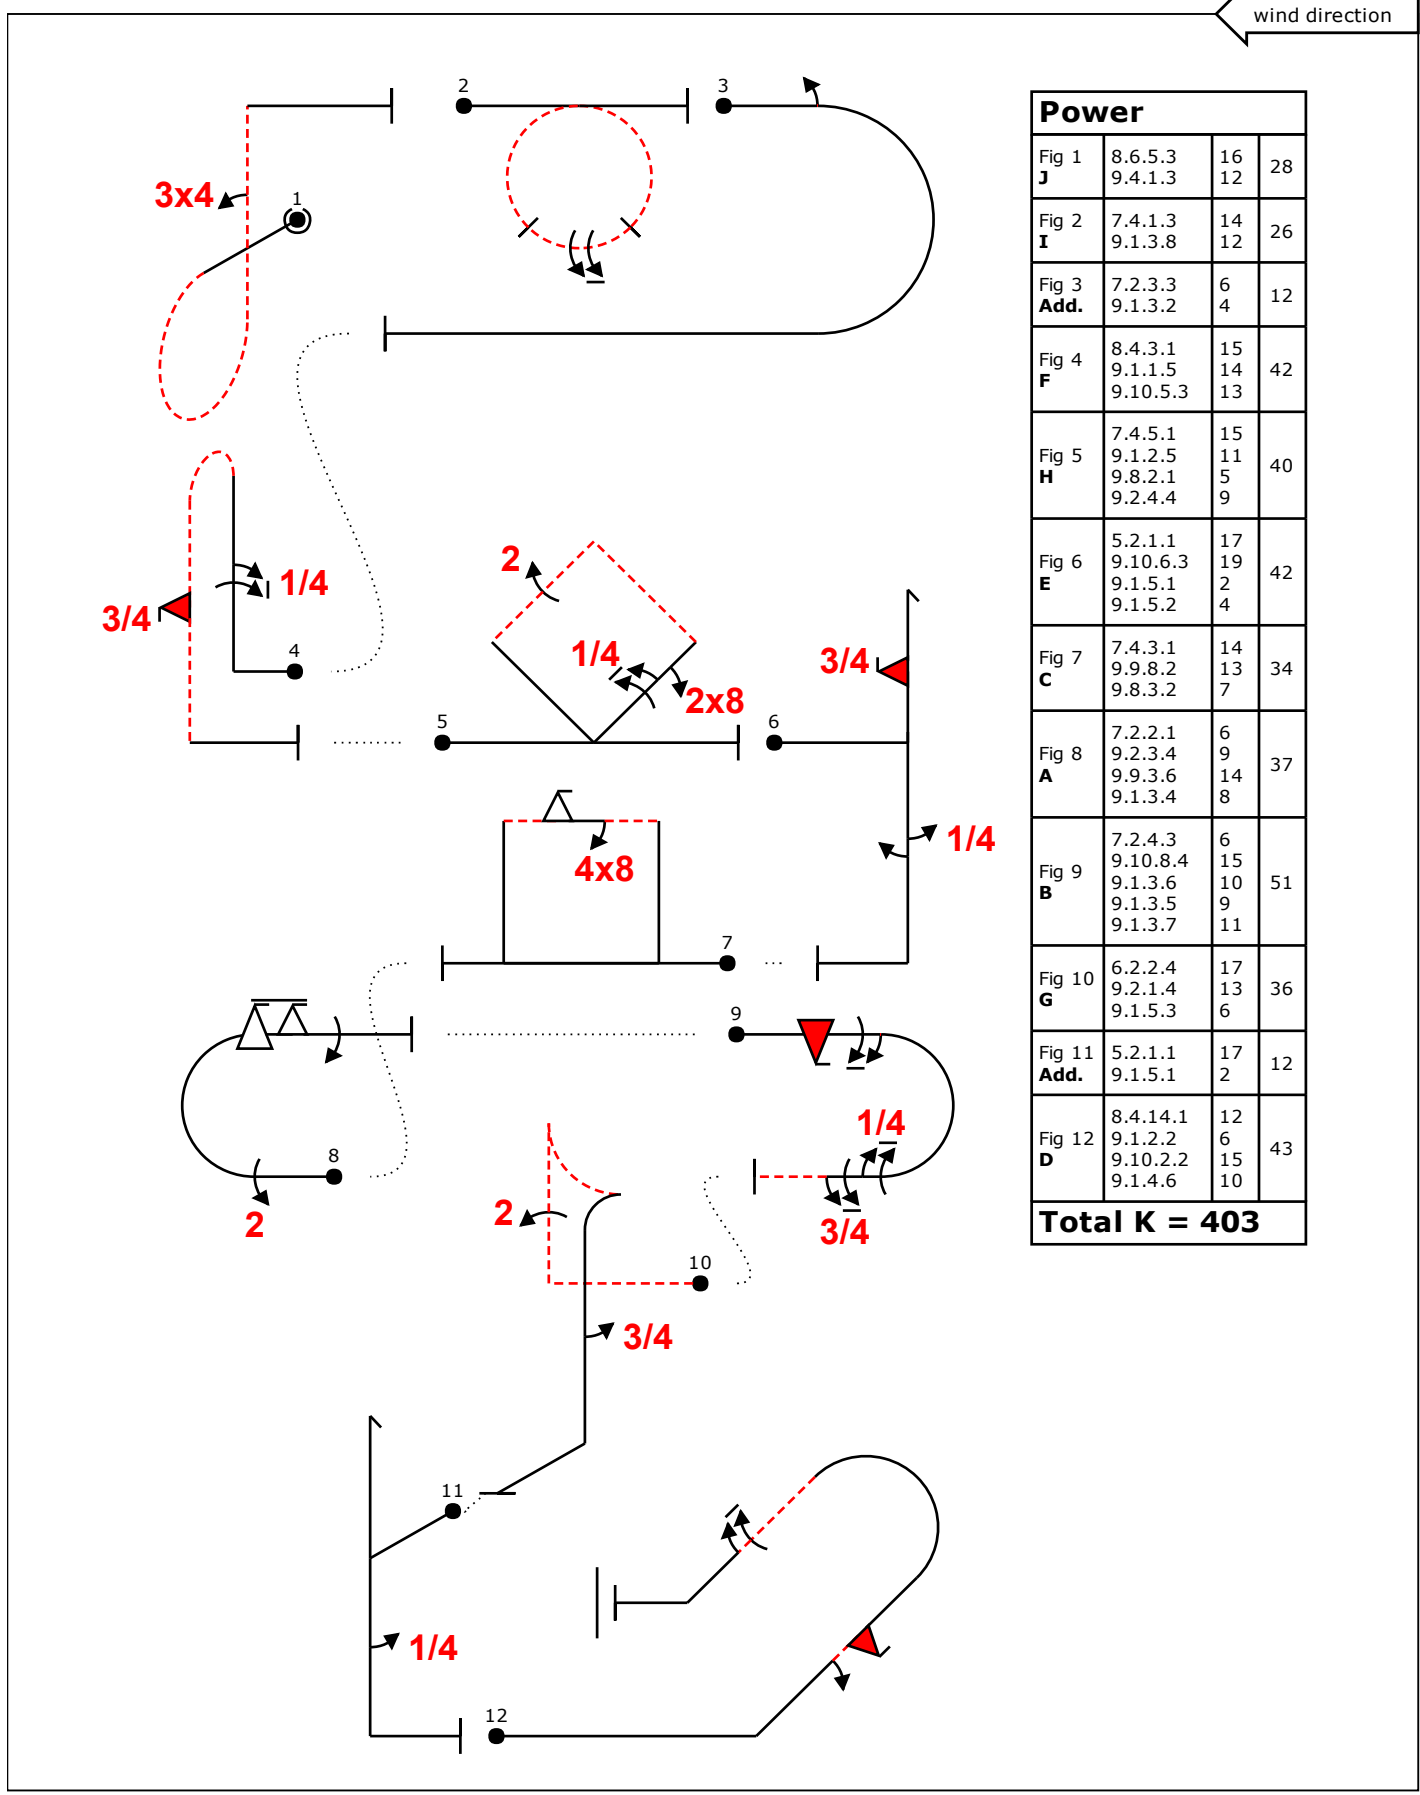 wind direction
2
3
3x4
1
1/4
3/4
4
2
1/4
2x8
3/4
5
6
1/4
4x8
7
9
8
2
1/4
3/4
2
10
3/4
11
1/4
12
Power
Fig 1 J 8.6.5.3 16 28
9.4.1.3 12
Fig 2 I 7.4.1.3 14 26
9.1.3.8 12
Fig 3 Add. 7.2.3.3 6 12
9.1.3.2 4
Fig 4 F 8.4.3.1 15 42
9.1.1.5 14
9.10.5.3 13
Fig 5 H 7.4.5.1 15 40
9.1.2.5 11
9.8.2.1 5
9.2.4.4 9
Fig 6 E 5.2.1.1 17 42
9.10.6.3 19
9.1.5.1 2
9.1.5.2 4
Fig 7 C 7.4.3.1 14 34
9.9.8.2 13
9.8.3.2 7
Fig 8 A 7.2.2.1 6 37
9.2.3.4 9
9.9.3.6 14
9.1.3.4 8
Fig 9 B 7.2.4.3 6 51
9.10.8.4 15
9.1.3.6 10
9.1.3.5 9
9.1.3.7 11
Fig 10 G 6.2.2.4 17 36
9.2.1.4 13
9.1.5.3 6
Fig 11 Add. 5.2.1.1 17 12
9.1.5.1 2
Fig 12 D 8.4.14.1 12 43
9.1.2.2 6
9.10.2.2 15
9.1.4.6 10
Total K = 403